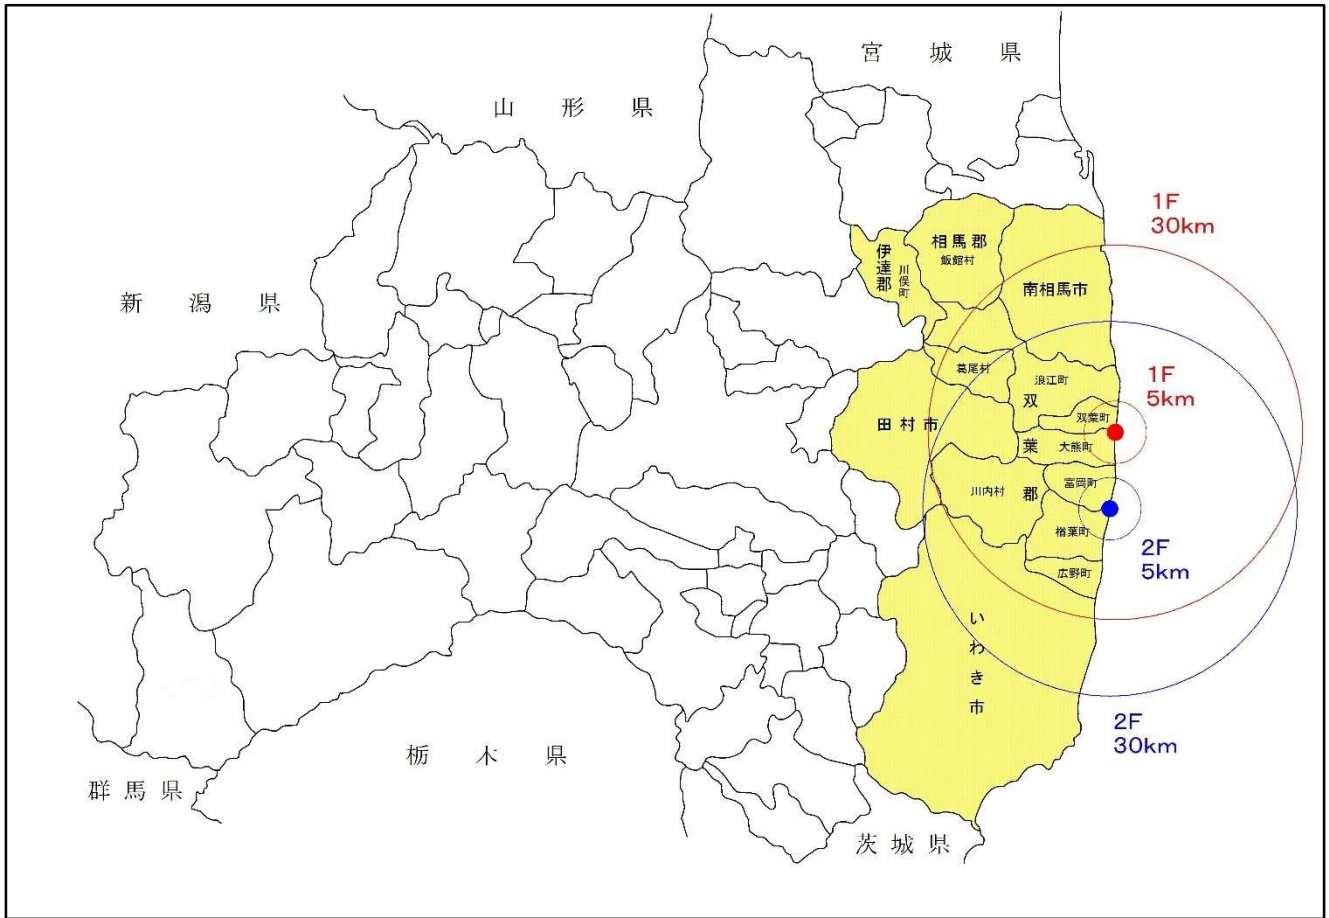 宮城県
山形県
1F
30km
相馬郡
飯館村
伊達郡
川俣町
南相馬市
新潟県
葛尾村
浪江町
1F
5km
双葉郡
双葉町
田村市
大熊町
富岡町
川内村
楢葉町
2F
5km
広野町
いわき市
2F
30km
栃木県
群馬県
茨城県